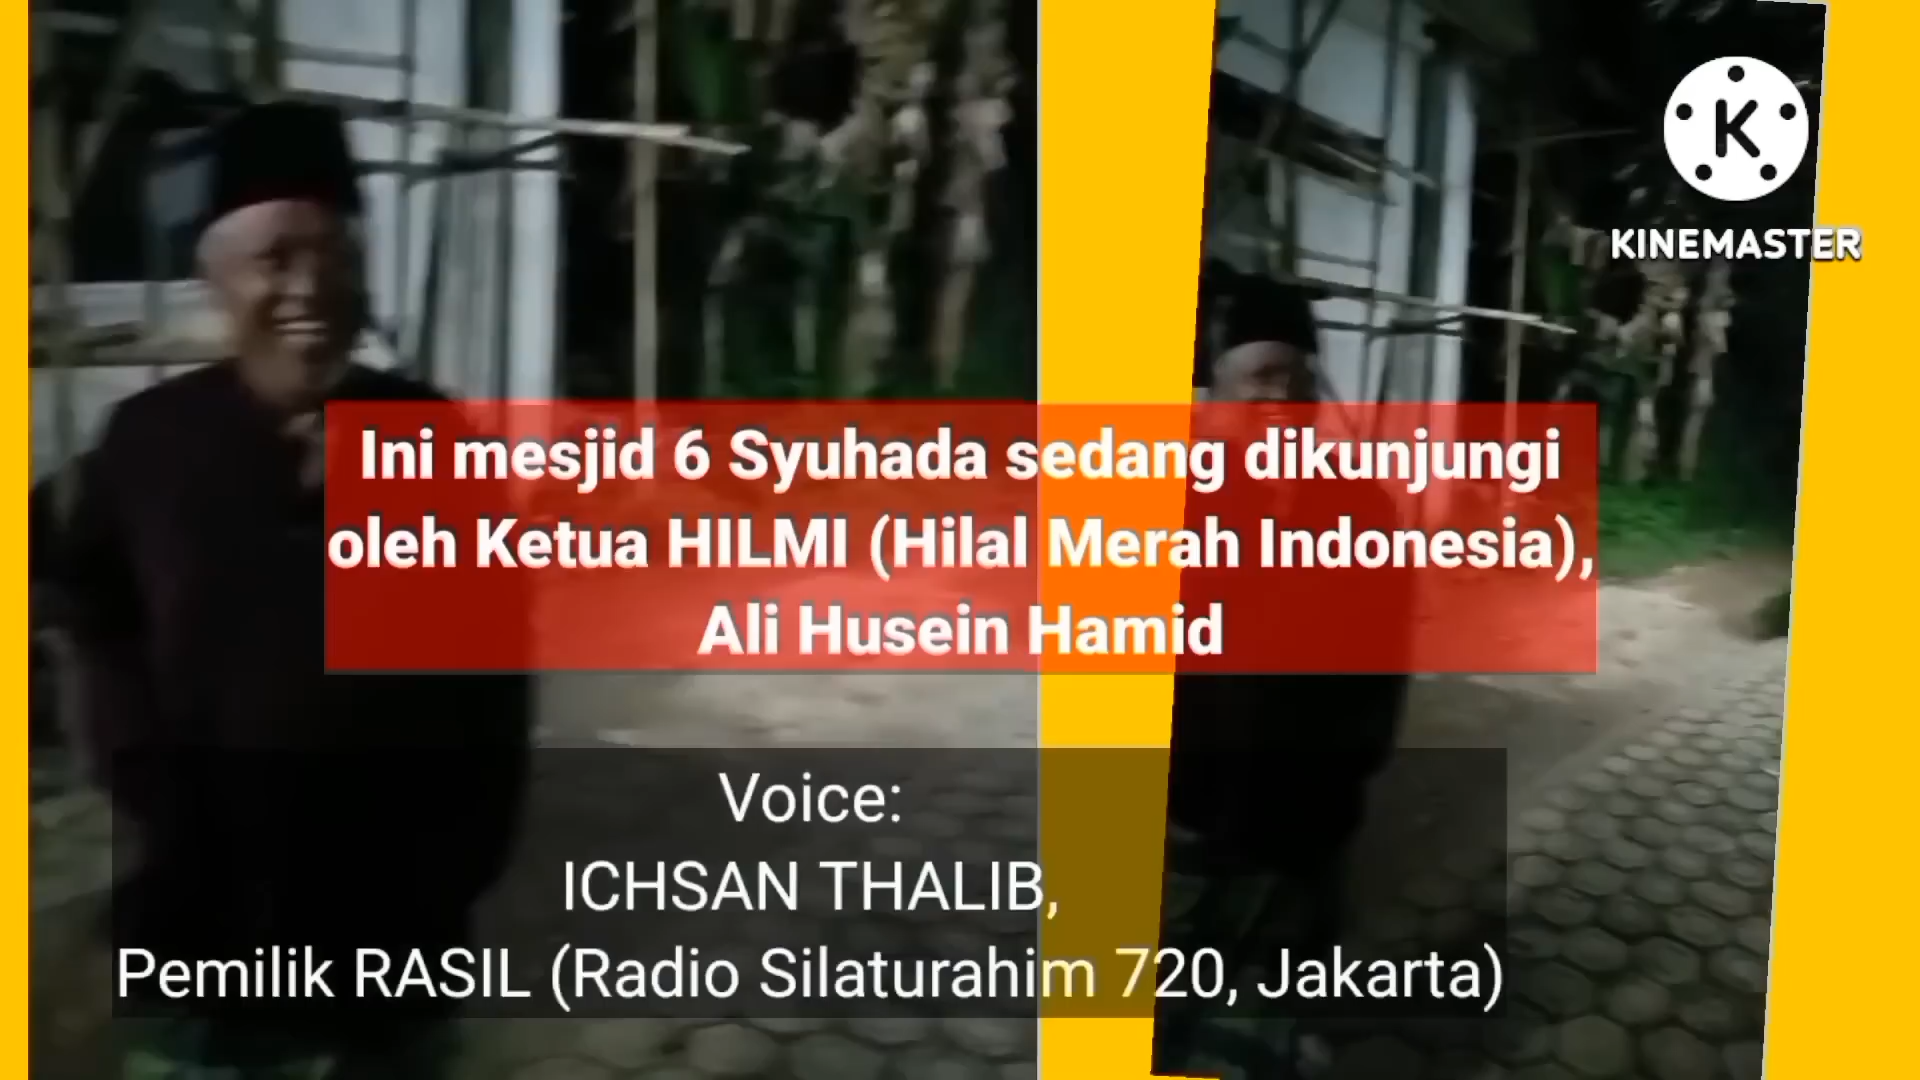 K
KINEMASTER
Ini mesjid 6 Syuhada sedang dikunjungi
oleh Ketua HILMI (Hilal Merah Indonesia),
Ali Husein Hamid
Voice:
ICHSAN THALIB,
Pemilik RASIL (Radio Silaturahim 720, Jakarta)